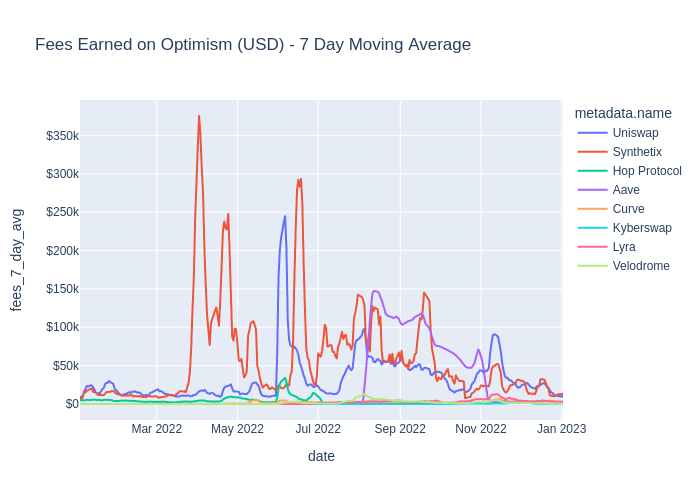 Fees Earned on Optimism (USD) - 7 Day Moving Average
metadata.name
Uniswap
Synthetix
Hop Protocol
Aave
Curve
Kyberswap
Lyra
Velodrome
fees_7_day_avg
$350k
$300k
$250k
$200k
$150k
$100k
$50k
$0
Mar 2022
May 2022
Jul 2022
Sep 2022
Nov 2022
Jan 2023
date